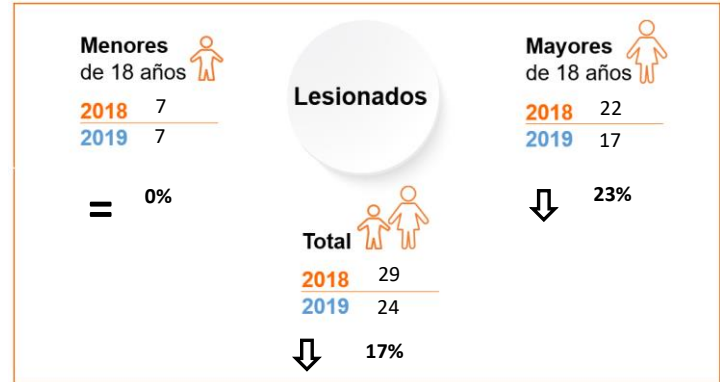 Menores
de 18 años
2018 7
2019 7
= 0%
Lesionados
Mayores
de 18 años
2018 22
2019 17
23%
Total
2018 29
2019 24
17%